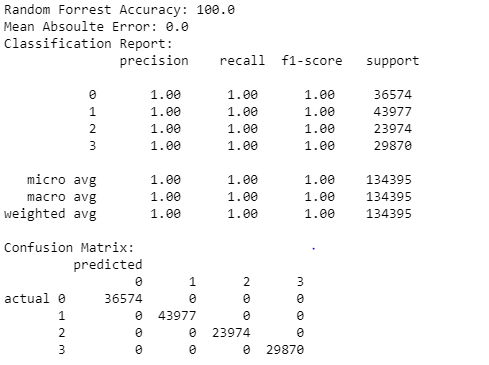 Random Forrest Accuracy: 100.0
Mean Absoulte Error: 0.0
Classification Report:
precision recall f1-score support
0 1.00 1.00 1.00 36574
1 1.00 1.00 1.00 43977
2 1.00 1.00 1.00 23974
3 1.00 1.00 1.00 29870
micro avg 1.00 1.00 1.00 134395
macro avg 1.00 1.00 1.00 134395
weighted avg 1.00 1.00 1.00 134395
Confusion Matrix:
predicted
0 1 2 3
actual 0 36574 0 0 0
1 0 43977 0 0
2 0 0 23974 0
3 0 0 0 29870